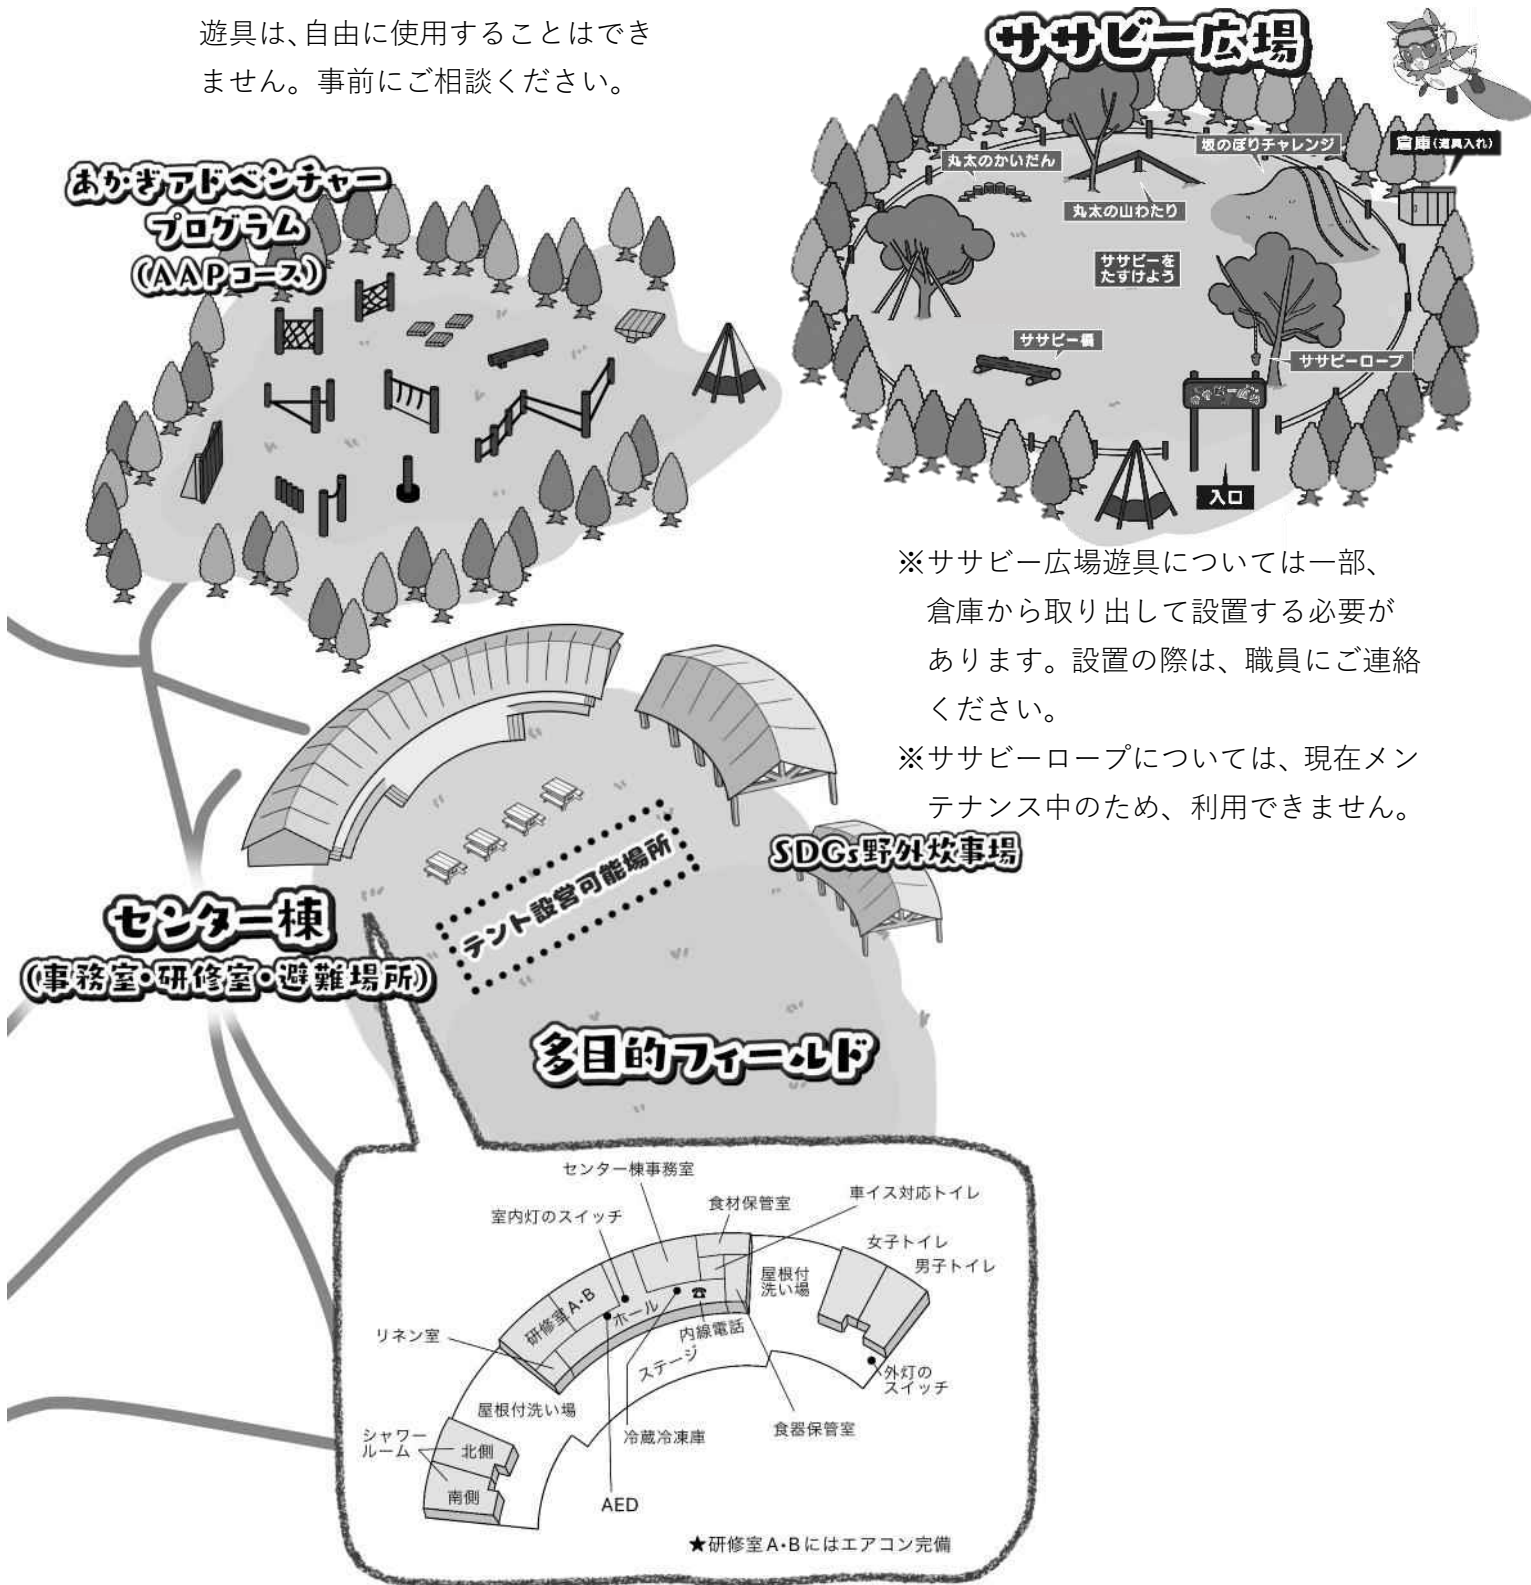 遊具は、自由に使用することはでき
ません。事前にご相談ください。
あかぎアドベンチャー
プログラム
(AAPコース)
ササビー広場
丸太のかいだん
坂のぼりチャレンジ
倉庫(道具入れ)
丸太の山わたり
ササビーを
たすけよう
ササビー橋
ササビーロープ
入口
※ササビー広場遊具については一部、
倉庫から取り出して設置する必要が
あります。設置の際は、職員にご連絡
ください。
※ササビーロープについては、現在メン
テナンス中のため、利用できません。
SDGs野外炊事場
テント設営可能場所
センター棟
(事務室・研修室・避難場所)
多目的フィールド
センター棟事務室
食材保管室
車イス対応トイレ
室内灯のスイッチ
女子トイレ
男子トイレ
屋根付
洗い場
研修室A・B
ホール
内線電話
リネン室
ステージ
外灯の
スイッチ
屋根付洗い場
冷蔵冷凍庫
食器保管室
シャワー
ルーム
北側
南側
AED
★研修室A・Bにはエアコン完備